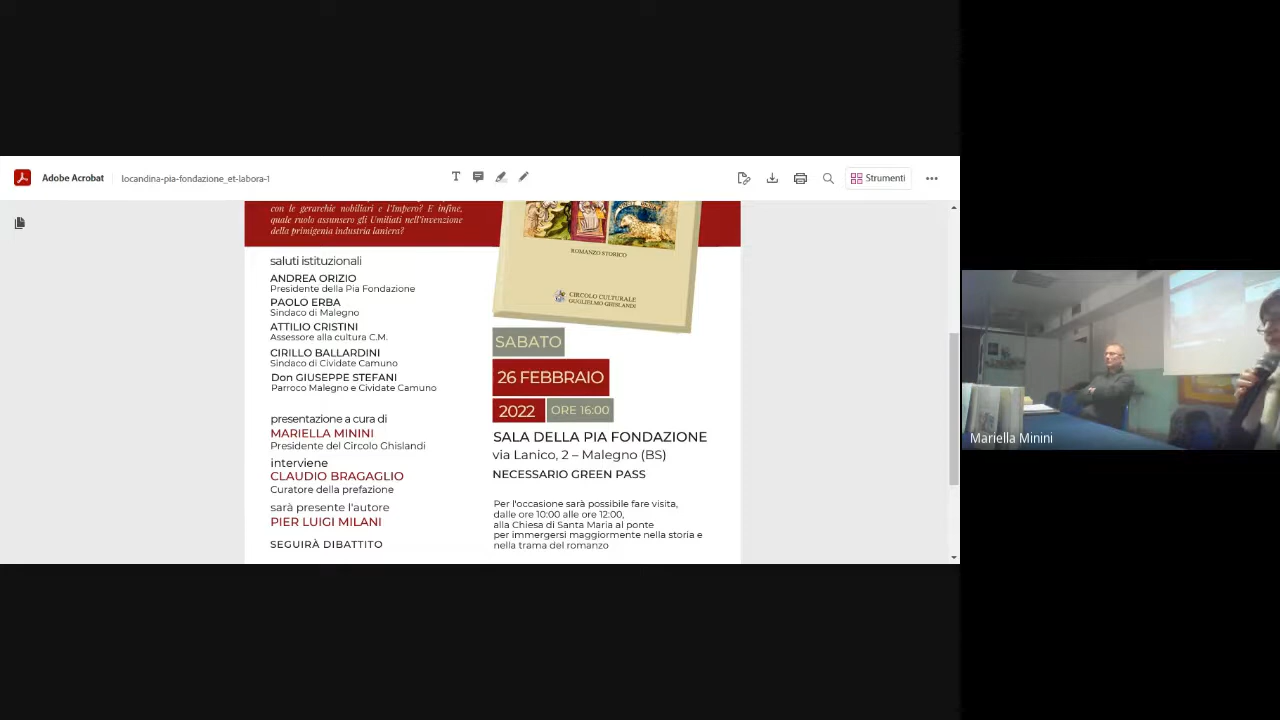 Adobe Acrobat
locandina-pia-fondazione_et-labora-1
Strumenti
con le gerarchie nobiliari e l'Impero? E infine,
quale ruolo assunsero gli Umiliati nell'invenzione
della primigenia industria laniera?
ROMANZO STORICO
CIRCOLO CULTURALE
GUGLIELMO GHISLANDI
saluti istituzionali
ANDREA ORIZIO
Presidente della Pia Fondazione
PAOLO ERBA
Sindaco di Malegno
ATTILIO CRISTINI
Assessore alla cultura C.M.
CIRILLO BALLARDINI
Sindaco di Cividate Camuno
Don GIUSEPPE STEFANI
Parroco Malegno e Cividate Camuno
presentazione a cura di
MARIELLA MININI
Presidente del Circolo Ghislandi
interviene
CLAUDIO BRAGAGLIO
Curatore della prefazione
sarà presente l'autore
PIER LUIGI MILANI
SEGUIRÀ DIBATTITO
SABATO
26 FEBBRAIO
2022 ORE 16:00
SALA DELLA PIA FONDAZIONE
via Lanico, 2 – Malegno (BS)
NECESSARIO GREEN PASS
Per l'occasione sarà possibile fare visita,
dalle ore 10:00 alle ore 12:00,
alla Chiesa di Santa Maria al ponte
per immergersi maggiormente nella storia e
nella trama del romanzo
Mariella Minini